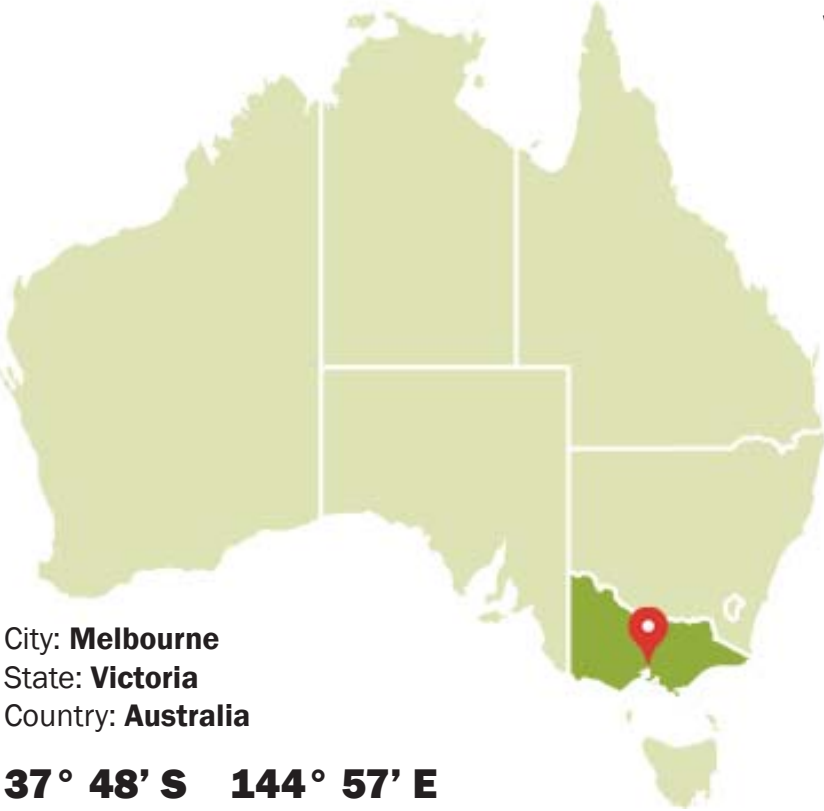 City: Melbourne
State: Victoria
Country: Australia
37° 48’ S 144° 57’ E